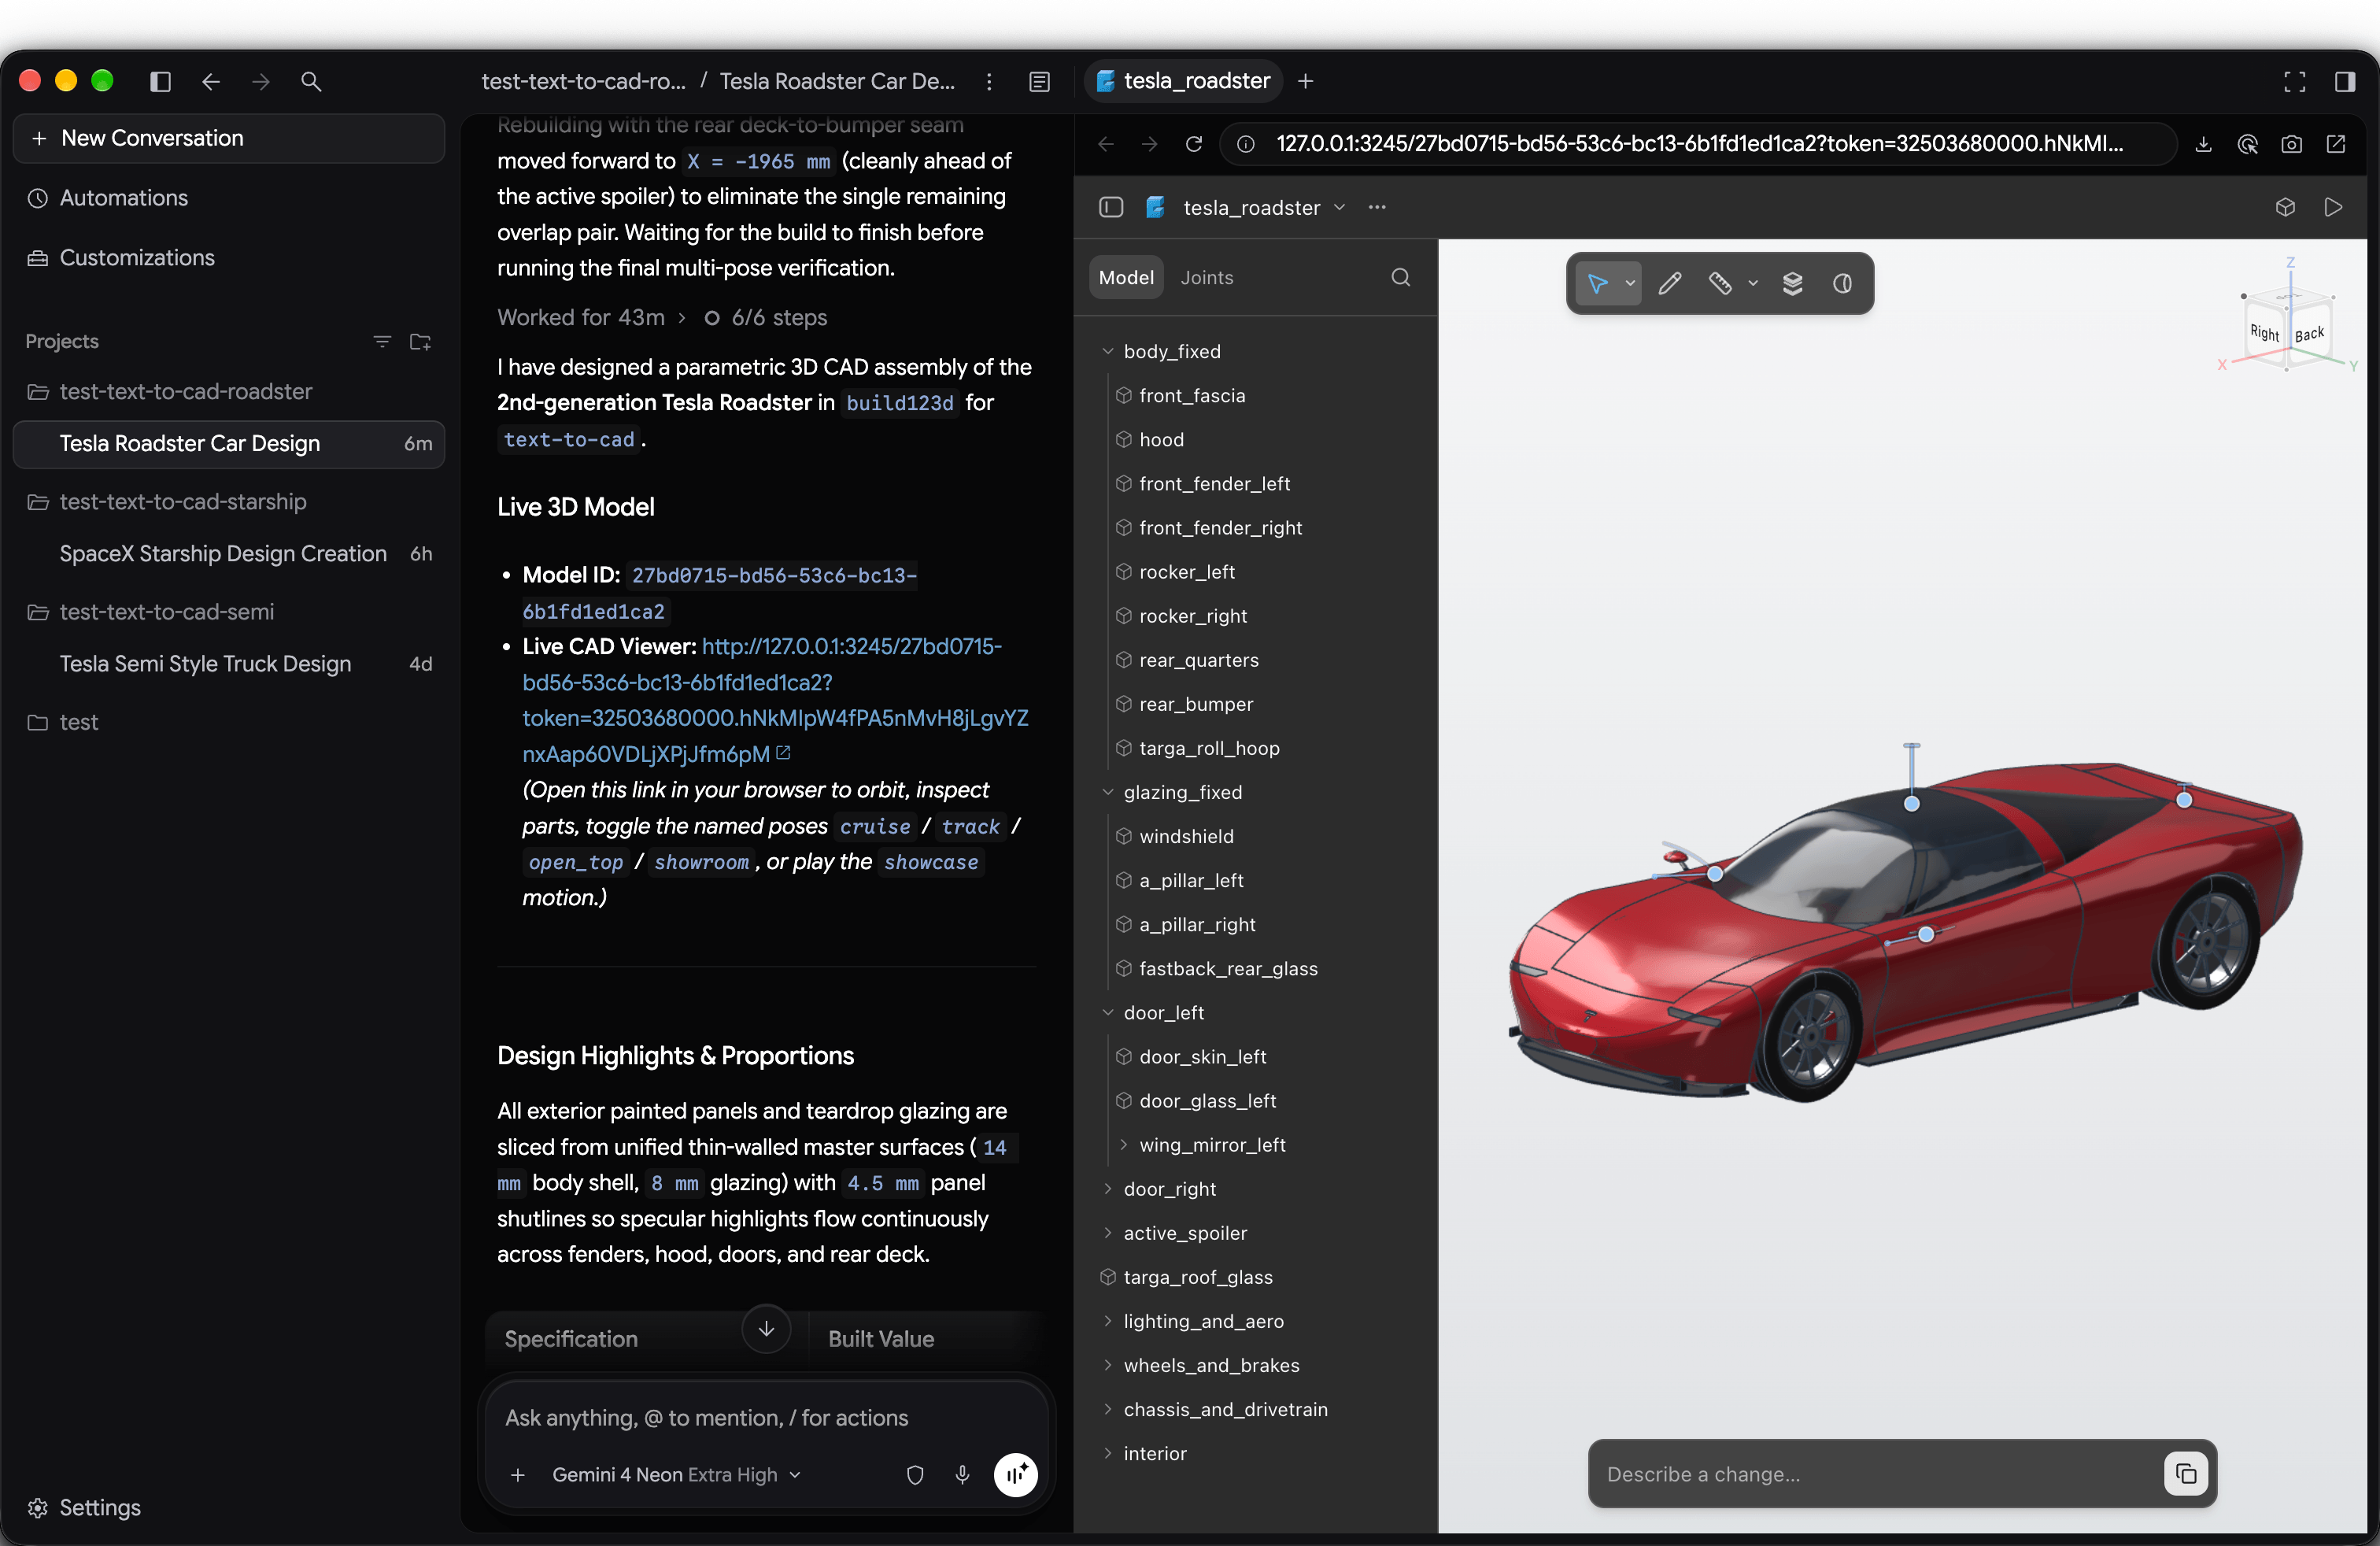 test-text-to-cad-ro... / Tesla Roadster Car De...
tesla_roadster
New Conversation
Automations
Customizations
Projects
test-text-to-cad-roadster
Tesla Roadster Car Design 6m
test-text-to-cad-starship
SpaceX Starship Design Creation 6h
test-text-to-cad-semi
Tesla Semi Style Truck Design 4d
test
Settings
Rebuilding with the rear deck-to-bumper seam
moved forward to X = -1965 mm (cleanly ahead of
the active spoiler) to eliminate the single remaining
overlap pair. Waiting for the build to finish before
running the final multi-pose verification.
Worked for 43m > 6/6 steps
I have designed a parametric 3D CAD assembly of the
2nd-generation Tesla Roadster in build123d for
text-to-cad.
Live 3D Model
• Model ID: 27bd0715-bd56-53c6-bc13-
6b1fd1ed1ca2
• Live CAD Viewer: http://127.0.0.1:3245/27bd0715-
bd56-53c6-bc13-6b1fd1ed1ca2?
token=32503680000.hNkMIpW4fPA5nMvH8jLgvYZ
nxAap60VDLjXPjJfm6pM
(Open this link in your browser to orbit, inspect
parts, toggle the named poses cruise / track /
open_top / showroom, or play the showcase
motion.)
Design Highlights & Proportions
All exterior painted panels and teardrop glazing are
sliced from unified thin-walled master surfaces ( 14
mm body shell, 8 mm glazing) with 4.5 mm panel
shutlines so specular highlights flow continuously
across fenders, hood, doors, and rear deck.
Specification Built Value
Ask anything, @ to mention, / for actions
Gemini 4 Neon Extra High
127.0.0.1:3245/27bd0715-bd56-53c6-bc13-6b1fd1ed1ca2?token=32503680000.hNkMI...
tesla_roadster
Model Joints
body_fixed
front_fascia
hood
front_fender_left
front_fender_right
rocker_left
rocker_right
rear_quarters
rear_bumper
targa_roll_hoop
glazing_fixed
windshield
a_pillar_left
a_pillar_right
fastback_rear_glass
door_left
door_skin_left
door_glass_left
wing_mirror_left
door_right
active_spoiler
targa_roof_glass
lighting_and_aero
wheels_and_brakes
chassis_and_drivetrain
interior
Z
Right Back
X Y
Describe a change...